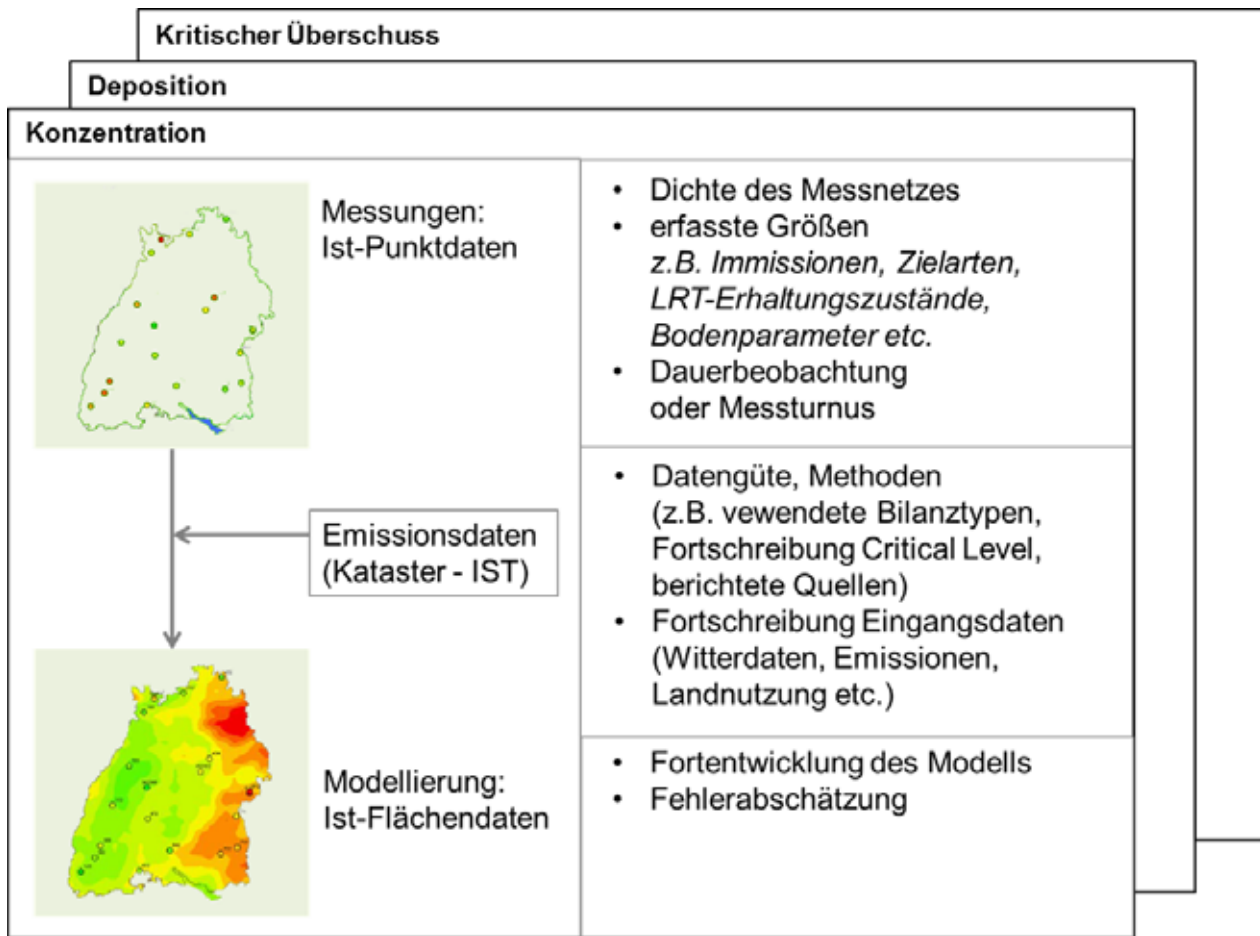 Kritischer Überschuss
Deposition
Konzentration
Messungen:
Ist-Punktdaten
• Dichte des Messnetzes
• erfasste Größen
z.B. Immissionen, Zielarten,
LRT-Erhaltungszustände,
Bodenparameter etc.
• Dauerbeobachtung
oder Messturnus
Emissionsdaten
(Kataster - IST)
• Datengüte, Methoden
(z.B. vewendete Bilanztypen,
Fortschreibung Critical Level,
berichtete Quellen)
• Fortschreibung Eingangsdaten
(Witterdaten, Emissionen,
Landnutzung etc.)
Modellierung:
Ist-Flächendaten
• Fortentwicklung des Modells
• Fehlerabschätzung